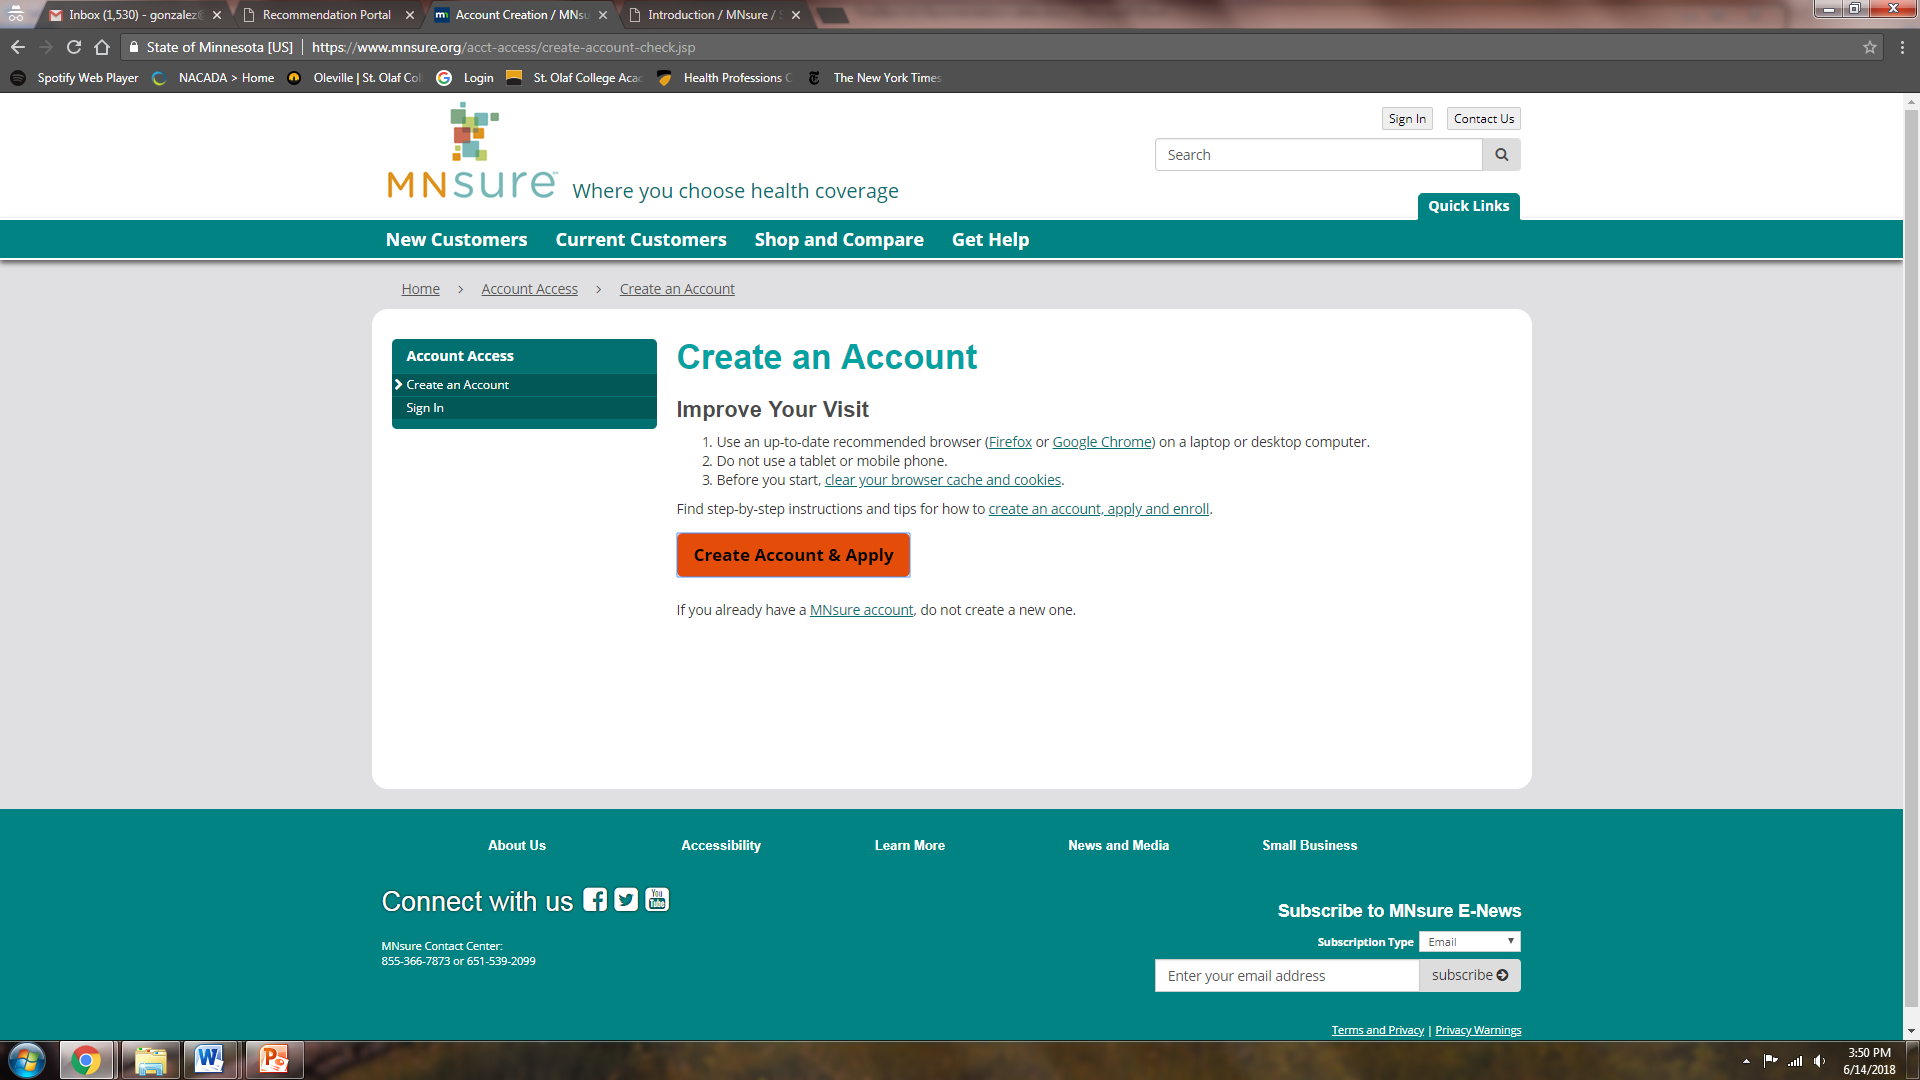 Inbox (1,530) - gonzalez@
Recommendation Portal
Account Creation / MNsu
Introduction / MNsure / S
State of Minnesota [US]
https://www.mnsure.org/acct-access/create-account-check.jsp
Spotify Web Player
NACADA > Home
Oleville | St. Olaf Col
Login
St. Olaf College Aca
Health Professions C
The New York Times
MNsure
Where you choose health coverage
Sign In
Contact Us
Search
Quick Links
New Customers
Current Customers
Shop and Compare
Get Help
Home > Account Access > Create an Account
Account Access
Create an Account
Sign In
Create an Account
Improve Your Visit
1. Use an up-to-date recommended browser (Firefox or Google Chrome) on a laptop or desktop computer.
2. Do not use a tablet or mobile phone.
3. Before you start, clear your browser cache and cookies.
Find step-by-step instructions and tips for how to create an account, apply and enroll.
Create Account & Apply
If you already have a MNsure account, do not create a new one.
About Us
Accessibility
Learn More
News and Media
Small Business
Connect with us
You Tube
MNsure Contact Center:
855-366-7873 or 651-539-2099
Subscribe to MNsure E-News
Subscription Type
Email
Enter your email address
subscribe
Terms and Privacy | Privacy Warnings
3:50 PM
6/14/2018